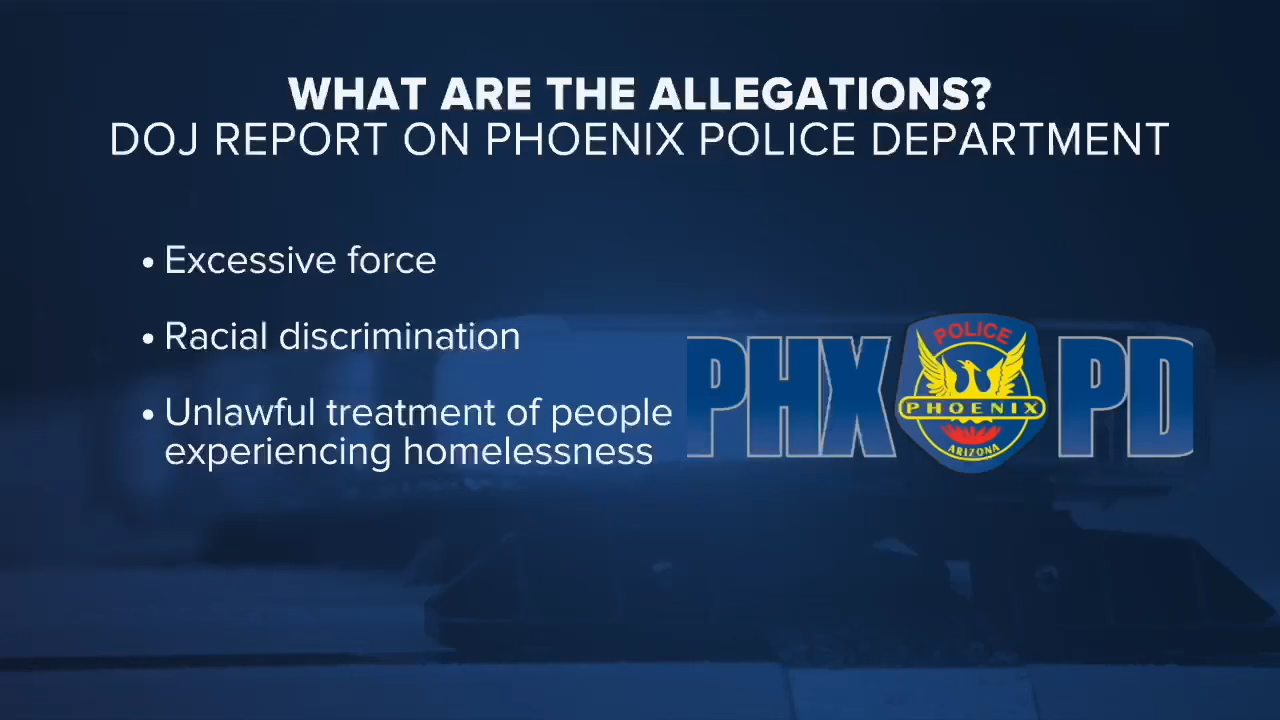 WHAT ARE THE ALLEGATIONS?
DOJ REPORT ON PHOENIX POLICE DEPARTMENT
• Excessive force
• Racial discrimination
• Unlawful treatment of people
experiencing homelessness
PHX
POLICE
PHOENIX
ARIZONA
PD